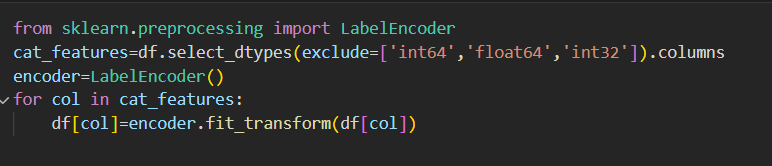 from sklearn.preprocessing import LabelEncoder
cat_features=df.select_dtypes(exclude=['int64','float64','int32']).columns
encoder=LabelEncoder()
for col in cat_features:
    df[col]=encoder.fit_transform(df[col])